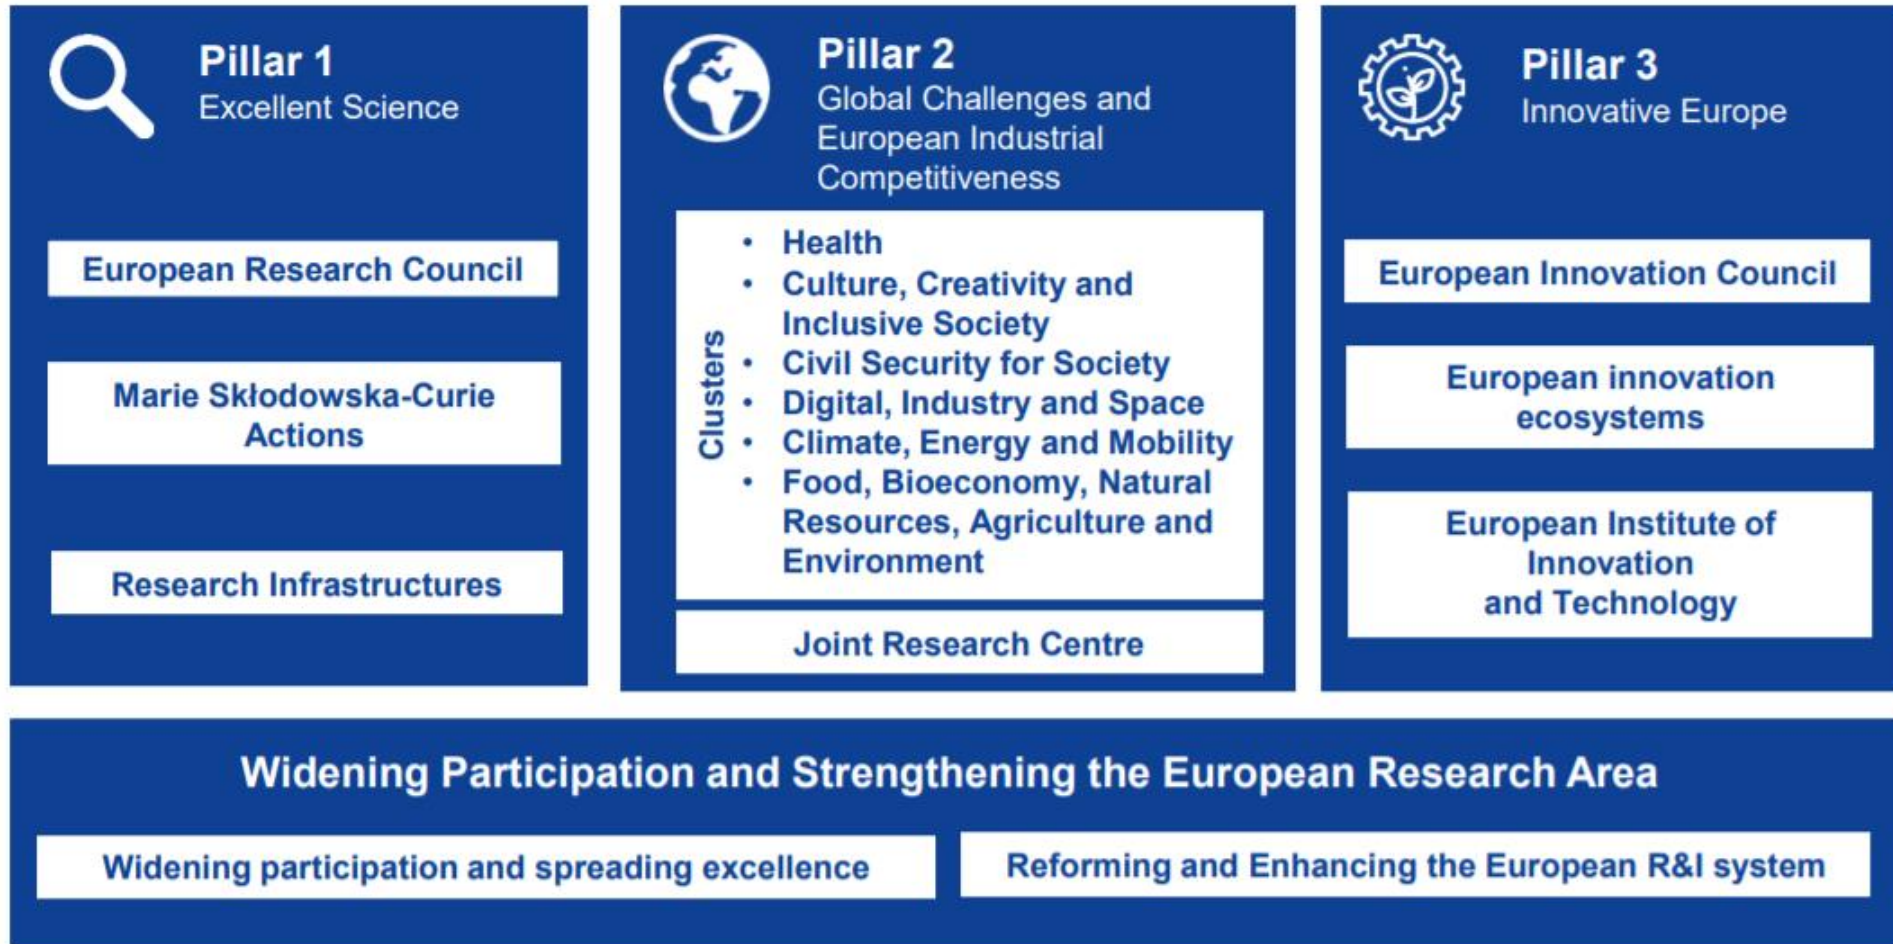 Pillar 1
Excellent Science
European Research Council
Marie Skłodowska-Curie
Actions
Research Infrastructures
Pillar 2
Global Challenges and
European Industrial
Competitiveness
Clusters
• Health
• Culture, Creativity and
Inclusive Society
• Civil Security for Society
• Digital, Industry and Space
• Climate, Energy and Mobility
• Food, Bioeconomy, Natural
Resources, Agriculture and
Environment
Joint Research Centre
Pillar 3
Innovative Europe
European Innovation Council
European innovation
ecosystems
European Institute of
Innovation
and Technology
Widening Participation and Strengthening the European Research Area
Widening participation and spreading excellence
Reforming and Enhancing the European R&I system